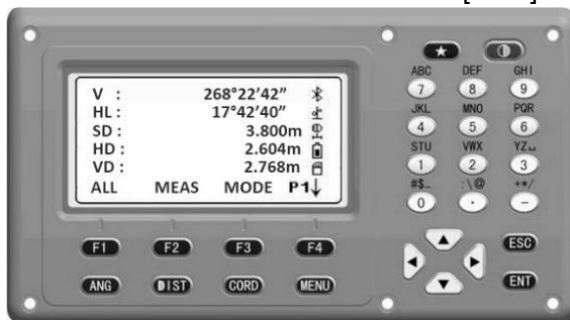 V : 268°22′42″
HL: 17°42′40″
SD: 3.800m
HD: 2.604m
VD: 2.768m
ALL MEAS MODE P1↓
F1 F2 F3 F4
ANG DIST CORD MENU
ABC DEF GHI
7 8 9
JKL MNO PQR
4 5 6
STU VWX YZ␣
1 2 3
#$_ :\@ +*/
0 · −
ESC
ENT